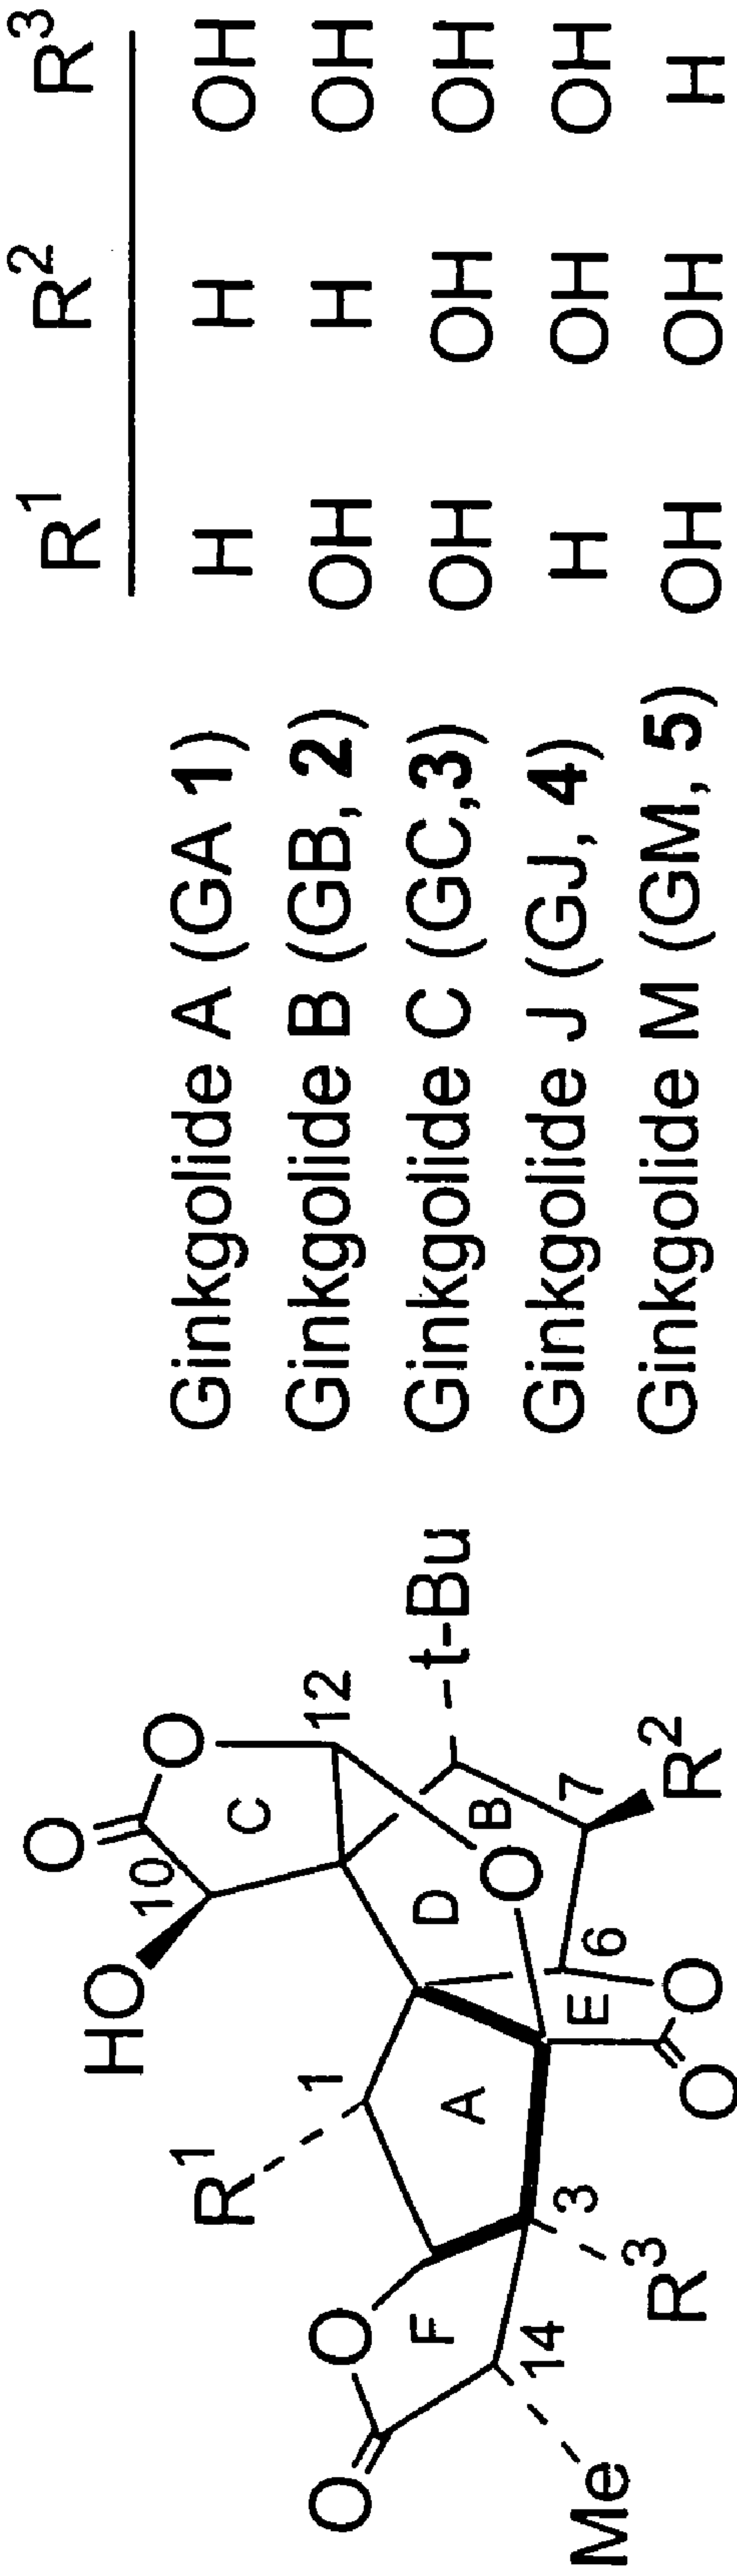 R1 R2 R3
Ginkgolide A (GA 1) H H OH
Ginkgolide B (GB, 2) OH H OH
Ginkgolide C (GC,3) OH OH OH
Ginkgolide J (GJ, 4) H OH OH
Ginkgolide M (GM, 5) OH OH H
O
O
HO
10
C
12
R1
1
D
B
t-Bu
O
O
A
O
7
R2
F
E
6
3
14
R3
O
O
Me